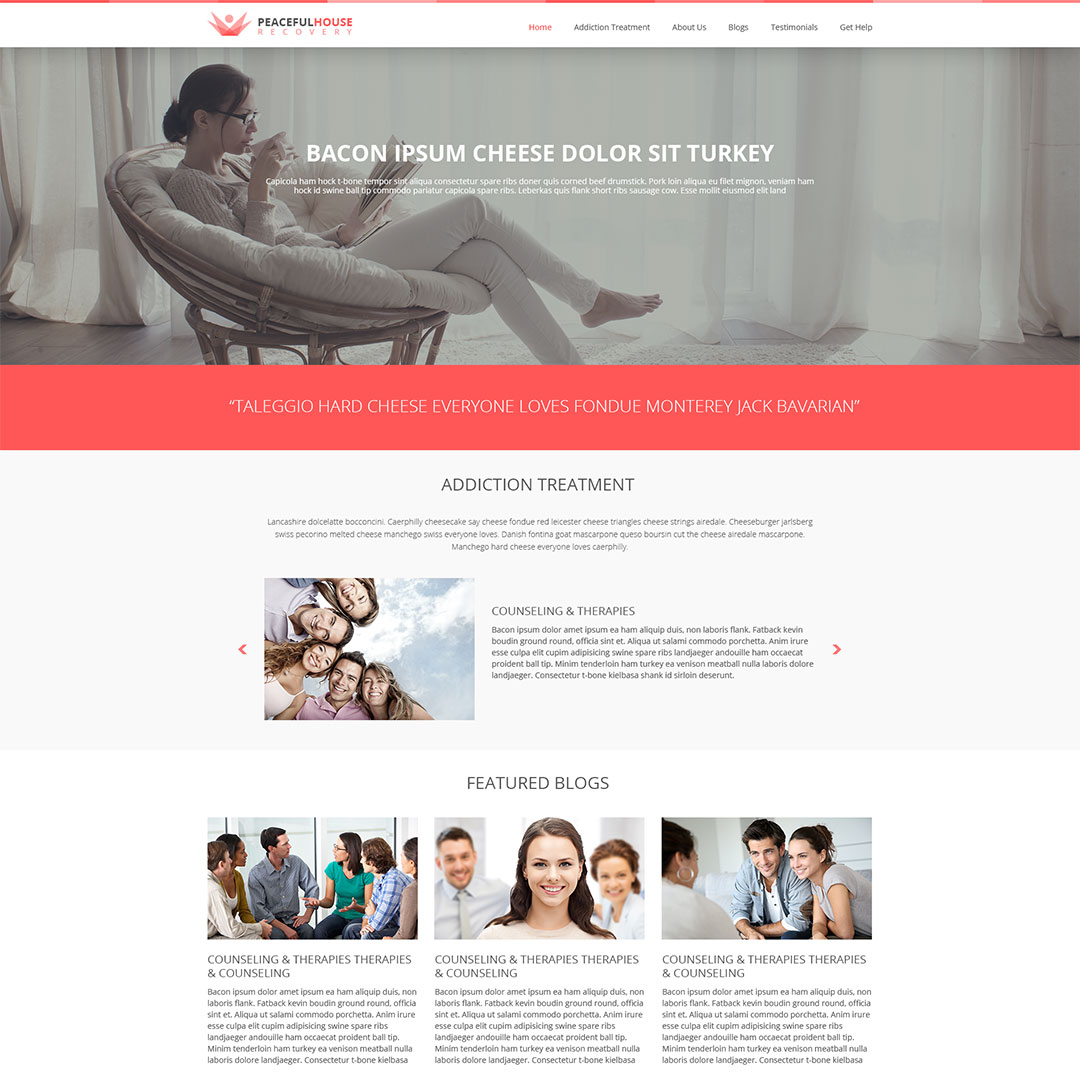 PEACEFULHOUSE
RECOVERY
Home Addiction Treatment About Us Blogs Testimonials Get Help
BACON IPSUM CHEESE DOLOR SIT TURKEY
Capicola ham hock t-bone tempor sint aliqua consectetur spare ribs doner quis corned beef drumstick. Pork loin aliqua eu filet mignon, veniam ham
hock id swine ball tip commodo pariatur capicola spare ribs. Leberkas quis flank short ribs sausage cow. Esse mollit eiusmod elit land
“TALEGGIO HARD CHEESE EVERYONE LOVES FONDUE MONTEREY JACK BAVARIAN”
ADDICTION TREATMENT
Lancashire dolcelatte bocconcini. Caerphilly cheesecake say cheese fondue red leicester cheese triangles cheese strings airedale. Cheeseburger jarlsberg
swiss pecorino melted cheese manchego swiss everyone loves. Danish fontina goat mascarpone queso boursin cut the cheese airedale mascarpone.
Manchego hard cheese everyone loves caerphilly.
COUNSELING & THERAPIES
Bacon ipsum dolor amet ipsum ea ham aliquip duis, non laboris flank. Fatback kevin
boudin ground round, officia sint et. Aliqua ut salami commodo porchetta. Anim irure
esse culpa elit cupim adipisicing swine spare ribs landjaeger andouille ham occaecat
proident ball tip. Minim tenderloin ham turkey ea venison meatball nulla laboris dolore
landjaeger. Consectetur t-bone kielbasa shank id sirloin deserunt.
FEATURED BLOGS
COUNSELING & THERAPIES THERAPIES
& COUNSELING
Bacon ipsum dolor amet ipsum ea ham aliquip duis, non
laboris flank. Fatback kevin boudin ground round, officia
sint et. Aliqua ut salami commodo porchetta. Anim irure
esse culpa elit cupim adipisicing swine spare ribs
landjaeger andouille ham occaecat proident ball tip.
Minim tenderloin ham turkey ea venison meatball nulla
laboris dolore landjaeger. Consectetur t-bone kielbasa
COUNSELING & THERAPIES THERAPIES
& COUNSELING
Bacon ipsum dolor amet ipsum ea ham aliquip duis, non
laboris flank. Fatback kevin boudin ground round, officia
sint et. Aliqua ut salami commodo porchetta. Anim irure
esse culpa elit cupim adipisicing swine spare ribs
landjaeger andouille ham occaecat proident ball tip.
Minim tenderloin ham turkey ea venison meatball nulla
laboris dolore landjaeger. Consectetur t-bone kielbasa
COUNSELING & THERAPIES THERAPIES
& COUNSELING
Bacon ipsum dolor amet ipsum ea ham aliquip duis, non
laboris flank. Fatback kevin boudin ground round, officia
sint et. Aliqua ut salami commodo porchetta. Anim irure
esse culpa elit cupim adipisicing swine spare ribs
landjaeger andouille ham occaecat proident ball tip.
Minim tenderloin ham turkey ea venison meatball nulla
laboris dolore landjaeger. Consectetur t-bone kielbasa